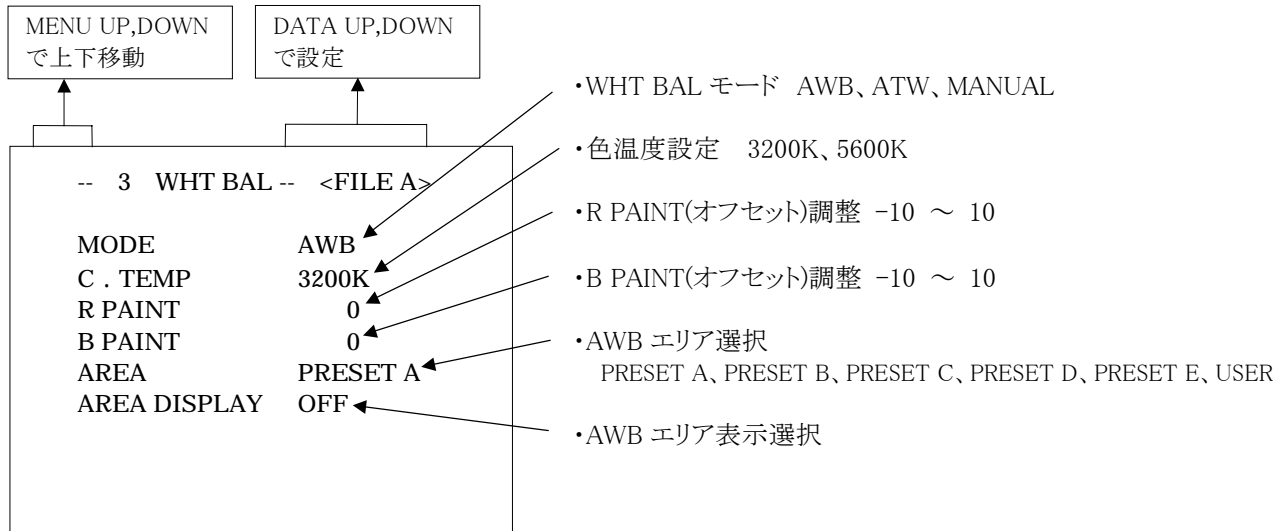 MENU UP,DOWN
で上下移動
DATA UP,DOWN
で設定
-- 3 WHT BAL -- <FILE A>
MODE AWB
C . TEMP 3200K
R PAINT 0
B PAINT 0
AREA PRESET A
AREA DISPLAY OFF
・WHT BAL モード AWB、ATW、MANUAL
・色温度設定 3200K、5600K
・R PAINT(オフセット)調整 -10 ～ 10
・B PAINT(オフセット)調整 -10 ～ 10
・AWB エリア選択
PRESET A、PRESET B、PRESET C、PRESET D、PRESET E、USER
・AWB エリア表示選択